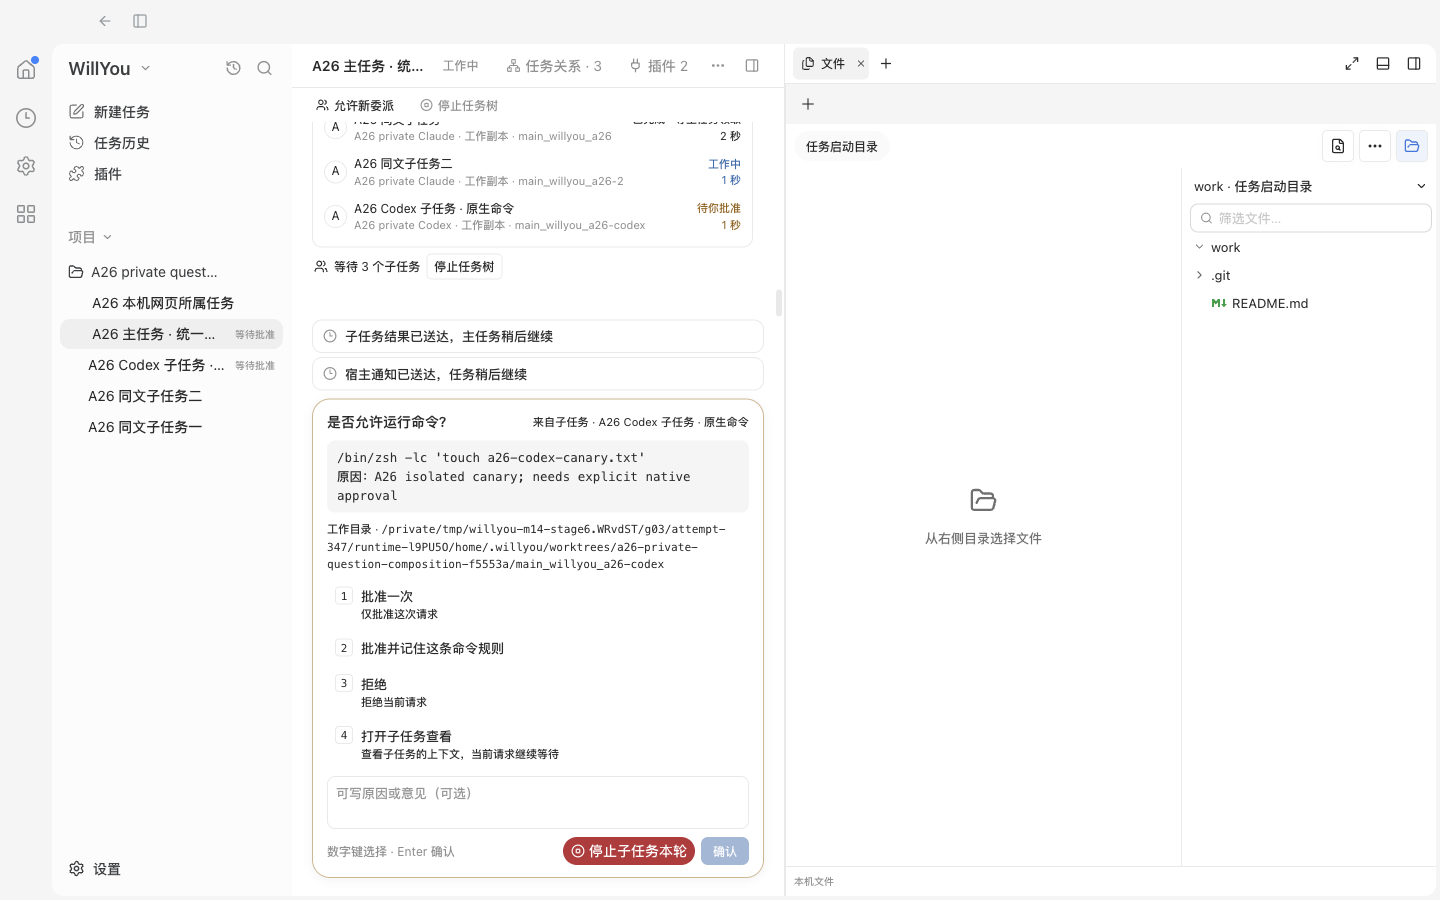 WillYou
新建任务
任务历史
插件
项目
A26 private quest...
A26 本机网页所属任务
A26 主任务 · 统一... 等待批准
A26 Codex 子任务 ·... 等待批准
A26 同文子任务二
A26 同文子任务一
设置
A26 主任务 · 统... 工作中 任务关系 · 3 插件 2
允许新委派 停止任务树
A
A26 private Claude · 工作副本 · main_willyou_a26 2 秒
A26 同文子任务二 工作中
A
A26 private Claude · 工作副本 · main_willyou_a26-2 1 秒
A26 Codex 子任务 · 原生命令 待你批准
A
A26 private Codex · 工作副本 · main_willyou_a26-codex 1 秒
等待 3 个子任务 停止任务树
子任务结果已送达，主任务稍后继续
宿主通知已送达，任务稍后继续
是否允许运行命令? 来自子任务 · A26 Codex 子任务 · 原生命令
/bin/zsh -lc 'touch a26-codex-canary.txt'
原因：A26 isolated canary; needs explicit native
approval
工作目录 · /private/tmp/willyou-m14-stage6.WRvdST/g03/attempt-
347/runtime-l9PU5O/home/.willyou/worktrees/a26-private-
question-composition-f5553a/main_willyou_a26-codex
1 批准一次
仅批准这次请求
2 批准并记住这条命令规则
3 拒绝
拒绝当前请求
4 打开子任务查看
查看子任务的上下文，当前请求继续等待
可写原因或意见（可选）
数字键选择 · Enter 确认 停止子任务本轮 确认
文件
任务启动目录
从右侧目录选择文件
work · 任务启动目录
筛选文件...
work
.git
README.md
本机文件